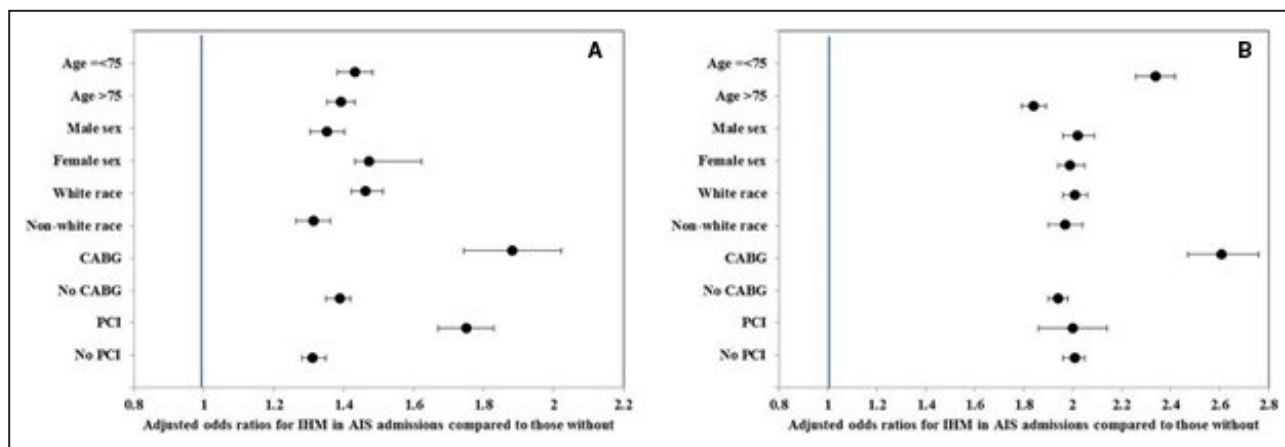 A
Age =<75
Age >75
Male sex
Female sex
White race
Non-white race
CABG
No CABG
PCI
No PCI
0.8 1 1.2 1.4 1.6 1.8 2 2.2
Adjusted odds ratios for IHM in AIS admissions compared to those without
B
Age =<75
Age >75
Male sex
Female sex
White race
Non-white race
CABG
No CABG
PCI
No PCI
0.8 1 1.2 1.4 1.6 1.8 2 2.2 2.4 2.6 2.8
Adjusted odds ratios for IHM in AIS admissions compared to those without